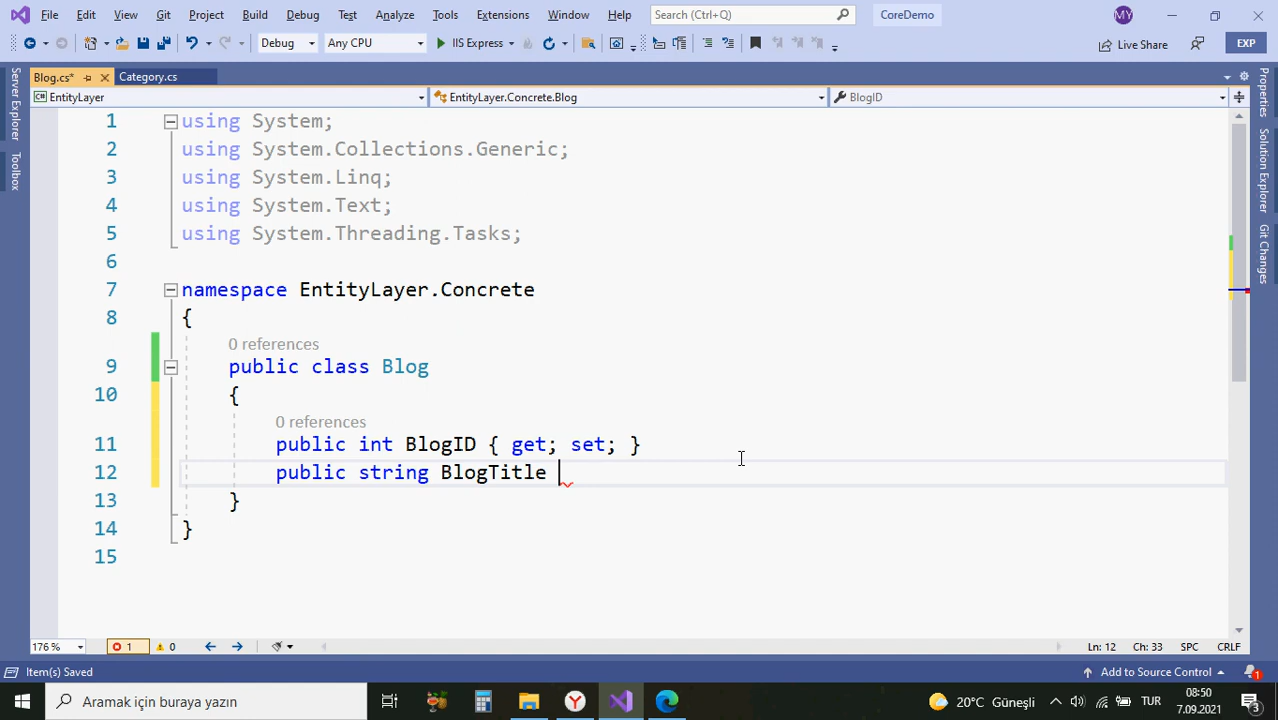 File Edit View Git Project Build Debug Test Analyze Tools Extensions Window Help Search (Ctrl+Q) CoreDemo MY
Debug Any CPU IIS Express Live Share EXP
Blog.cs* Category.cs
EntityLayer EntityLayer.Concrete.Blog BlogID
Server Explorer
Toolbox
Properties
Solution Explorer
Git Changes
1 using System;
2 using System.Collections.Generic;
3 using System.Linq;
4 using System.Text;
5 using System.Threading.Tasks;
6
7 namespace EntityLayer.Concrete
8 {
0 references
9 public class Blog
10 {
0 references
11 public int BlogID { get; set; }
12 public string BlogTitle
13 }
14 }
15
176 % 1 0 Ln: 12 Ch: 33 SPC CRLF
Item(s) Saved Add to Source Control 1
Aramak için buraya yazın 20°C Güneşli TUR 08:50
7.09.2021 3